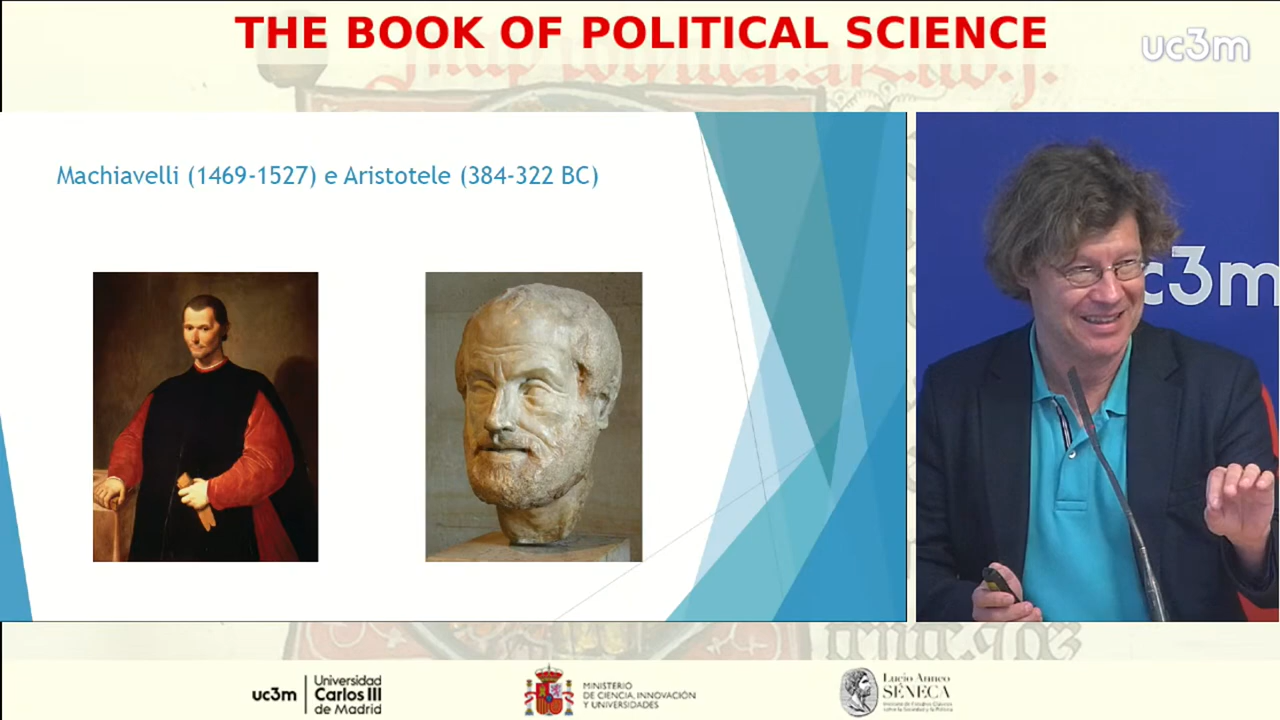 THE BOOK OF POLITICAL SCIENCE
uc3m
Machiavelli (1469-1527) e Aristotele (384-322 BC)
c3m
uc3m
Universidad
Carlos III
de Madrid
MINISTERIO
DE CIENCIA, INNOVACIÓN
Y UNIVERSIDADES
Lucio Anneo
SÉNECA